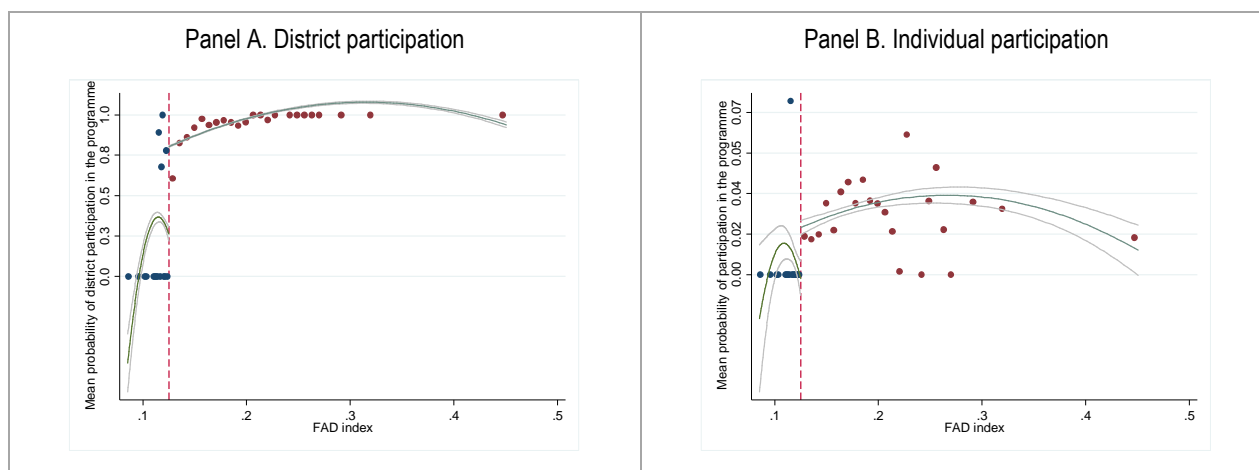 Panel A. District participation
Mean probability of district participation in the programme
1.0
0.8
0.5
0.3
0.0
.1 .2 .3 .4 .5
FAD index
Panel B. Individual participation
Mean probability of participation in the programme
0.07
0.05
0.04
0.02
0.00
.1 .2 .3 .4 .5
FAD index